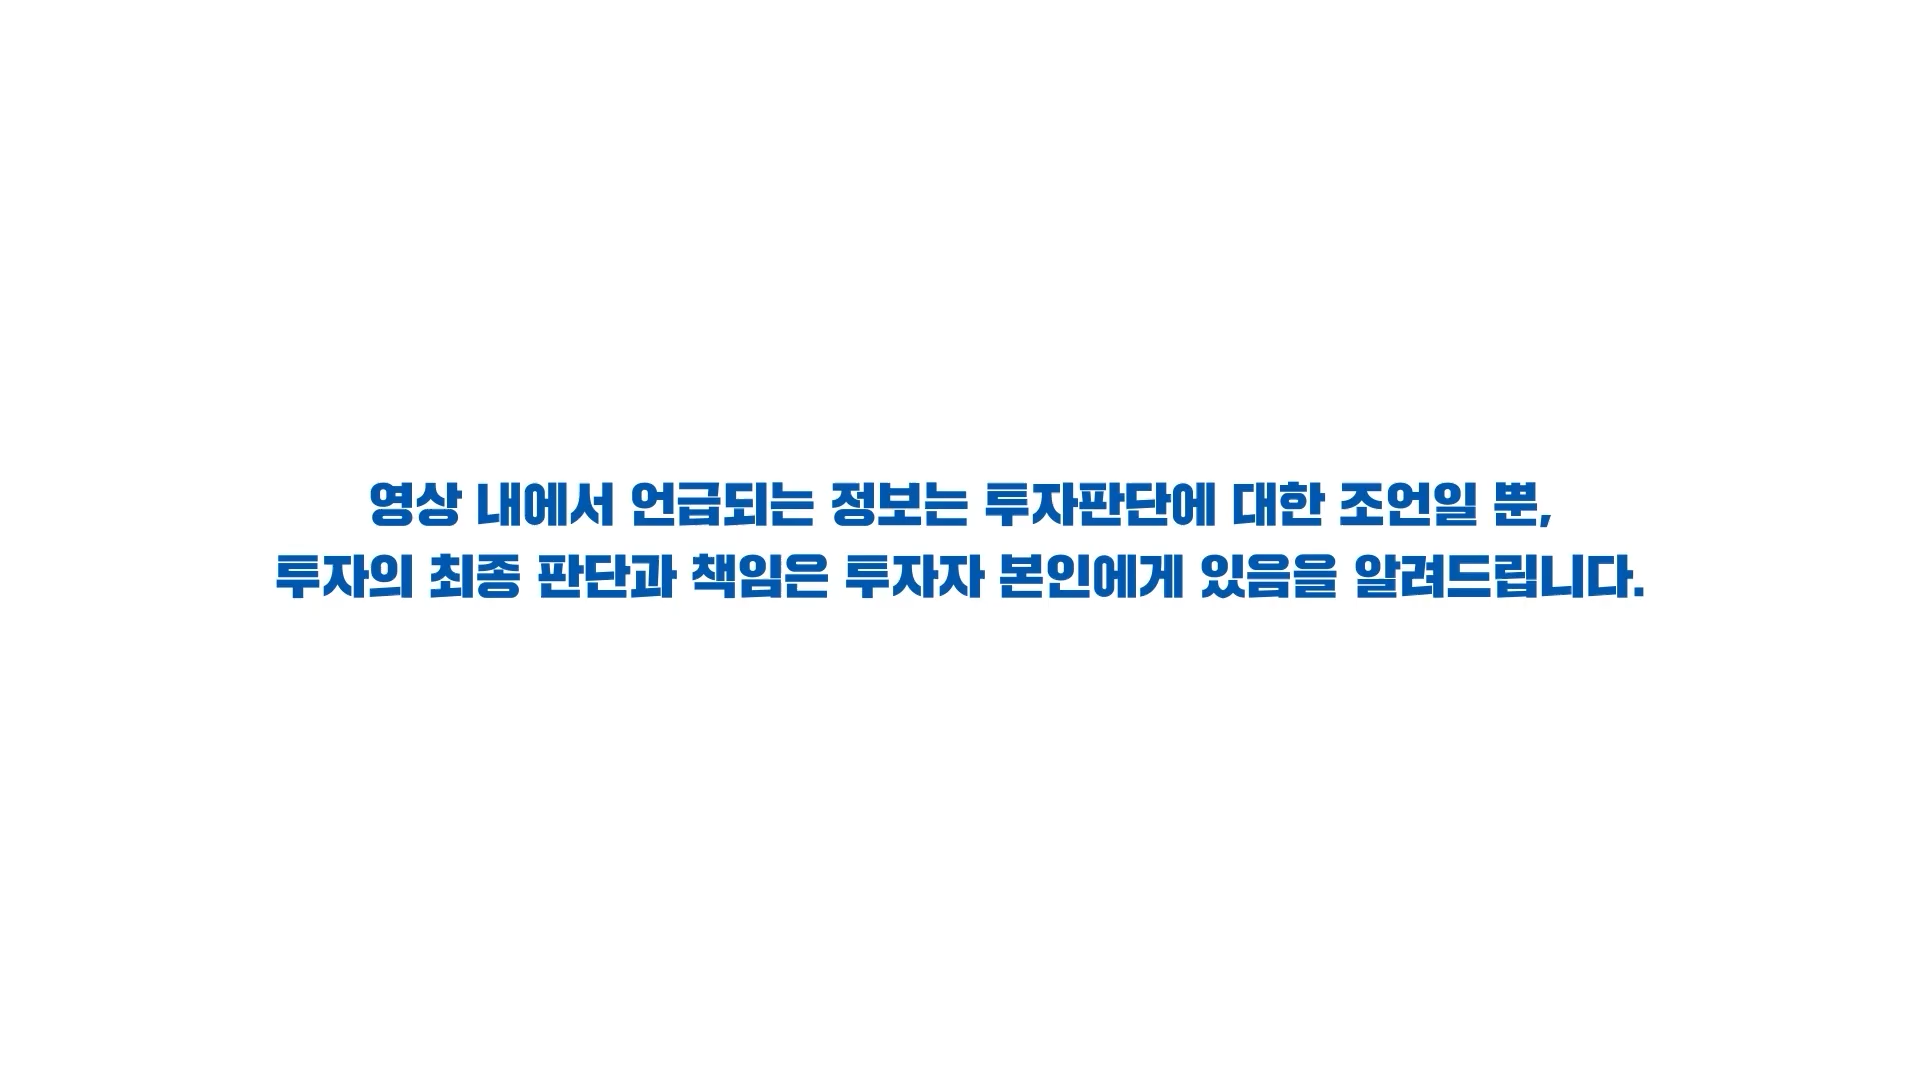 영상 내에서 언급되는 정보는 투자판단에 대한 조언일 뿐,
투자의 최종 판단과 책임은 투자자 본인에게 있음을 알려드립니다.